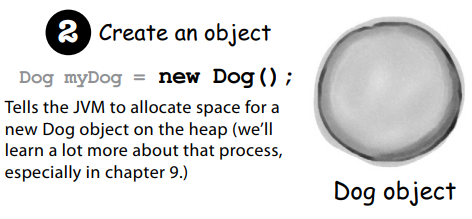 2 Create an object
Dog myDog = new Dog();
Tells the JVM to allocate space for a
new Dog object on the heap (we'll
learn a lot more about that process,
especially in chapter 9.)
Dog object